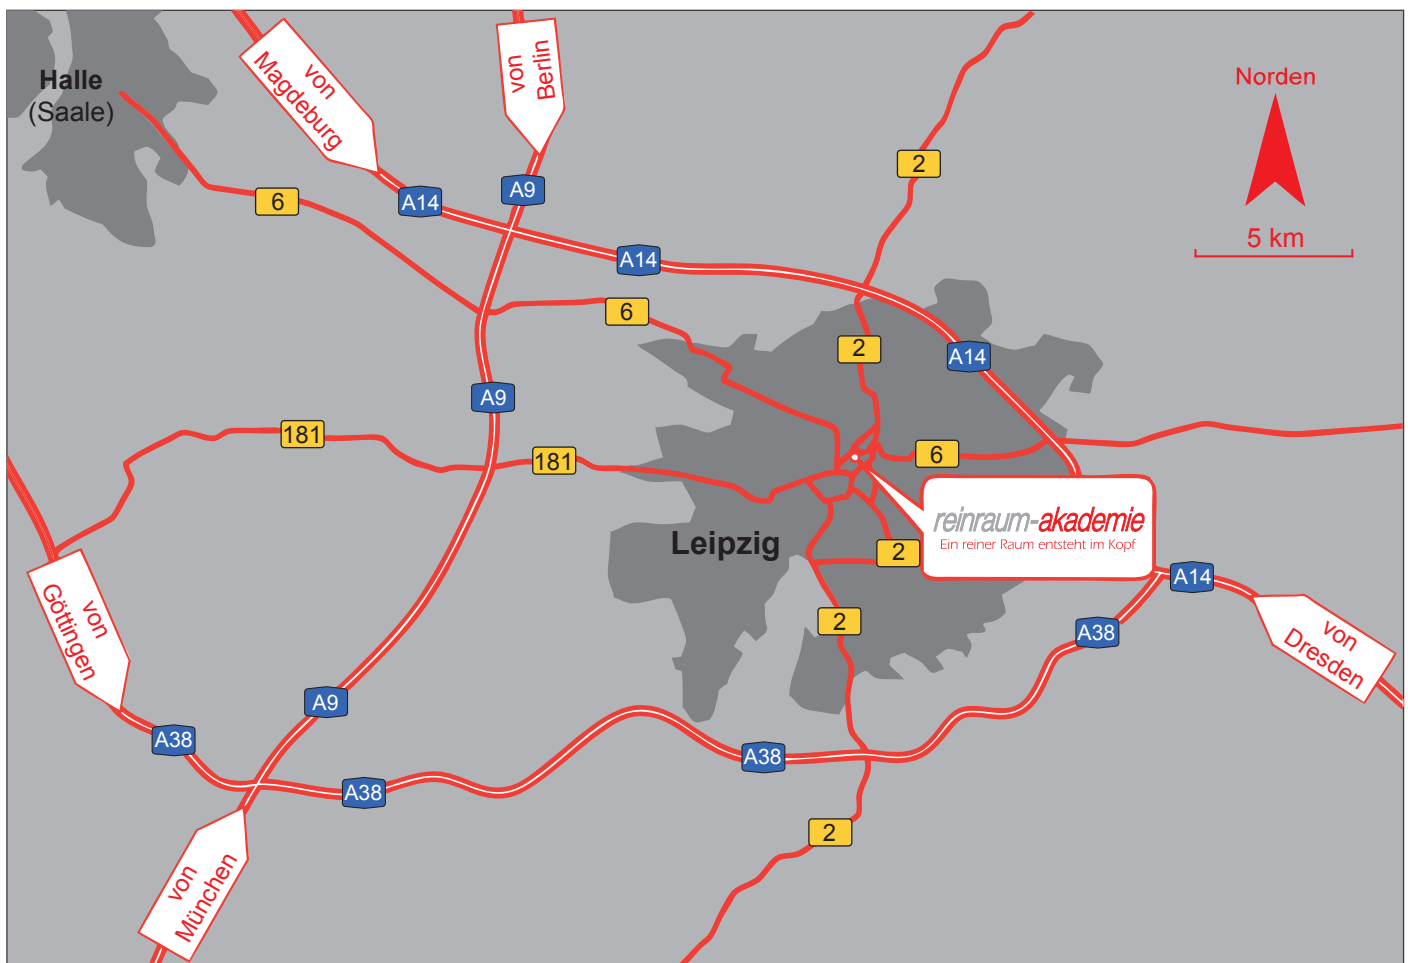 Halle
(Saale)
von
Magdeburg
von
Berlin
Norden
5 km
2
6
A14
A9
A14
6
2
A14
A9
181
181
6
reinraum-akademie
Ein reiner Raum entsteht im Kopf
Leipzig
2
A14
von
Göttingen
2
A38
von
Dresden
A9
A38
A38
A38
2
von
München